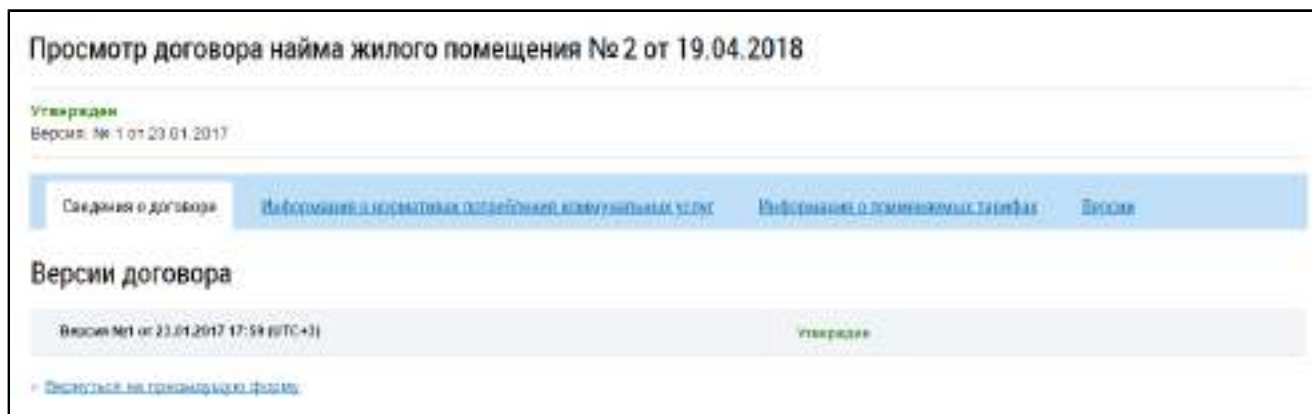 Просмотр договора найма жилого помещения № 2 от 19.04.2018
Утвержден
Версия: № 1 от 23.01.2017
Сведения о договоре Информация о нормативах потребления коммунальных услуг Информация о применяемых тарифах Версии
Версии договора
Версия №1 от 23.01.2017 17:59 (UTC+3) Утвержден
Вернуться на предыдущую форму